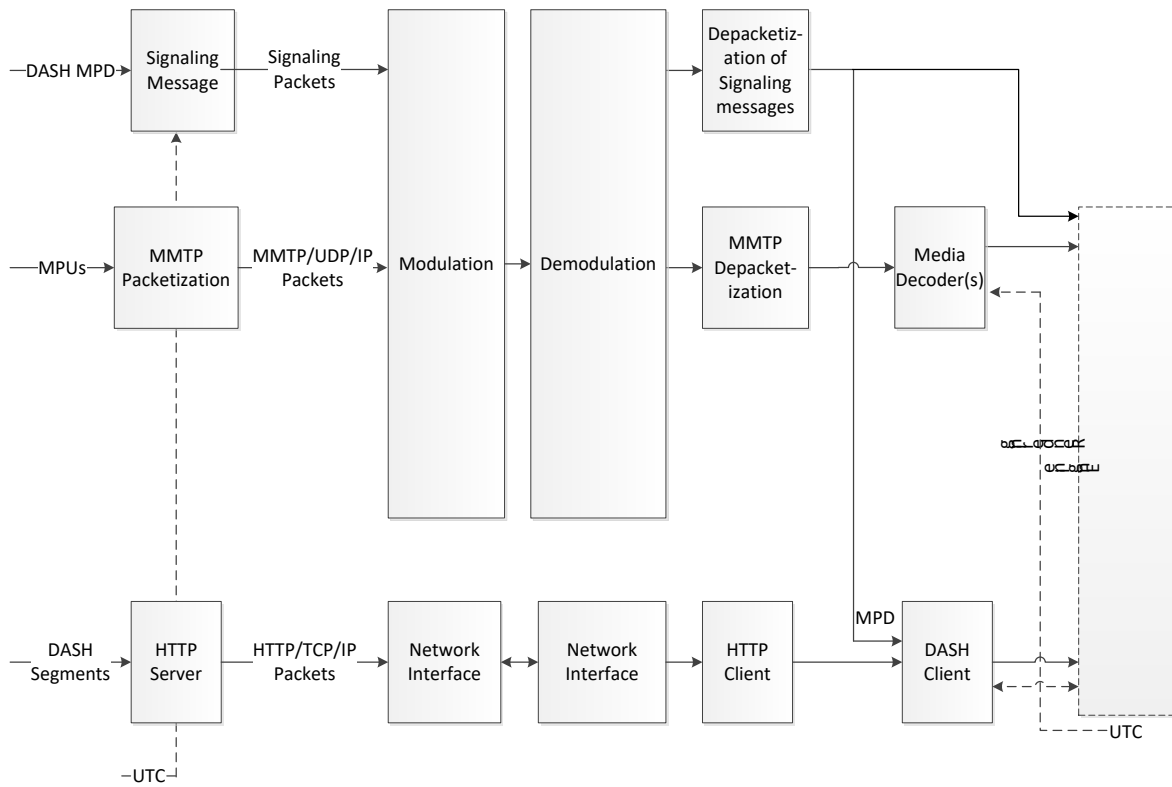 DASH MPD
Signaling
Message
Signaling
Packets
Depacketiz-
ation of
Signaling
messages
MPUs
MMTP
Packetization
MMTP/UDP/IP
Packets
Modulation
Demodulation
MMTP
Depacket-
ization
Media
Decoder(s)
DASH
Segments
HTTP
Server
HTTP/TCP/IP
Packets
Network
Interface
Network
Interface
HTTP
Client
MPD
DASH
Client
UTC
UTC